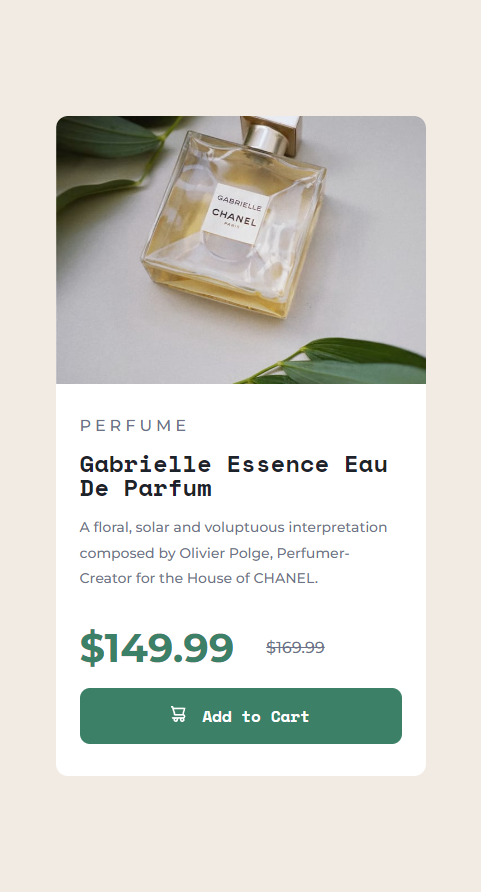 GABRIELLE
CHANEL
PARIS
PERFUME
Gabrielle Essence Eau
De Parfum
A floral, solar and voluptuous interpretation
composed by Olivier Polge, Perfumer-
Creator for the House of CHANEL.
$149.99 $169.99
Add to Cart